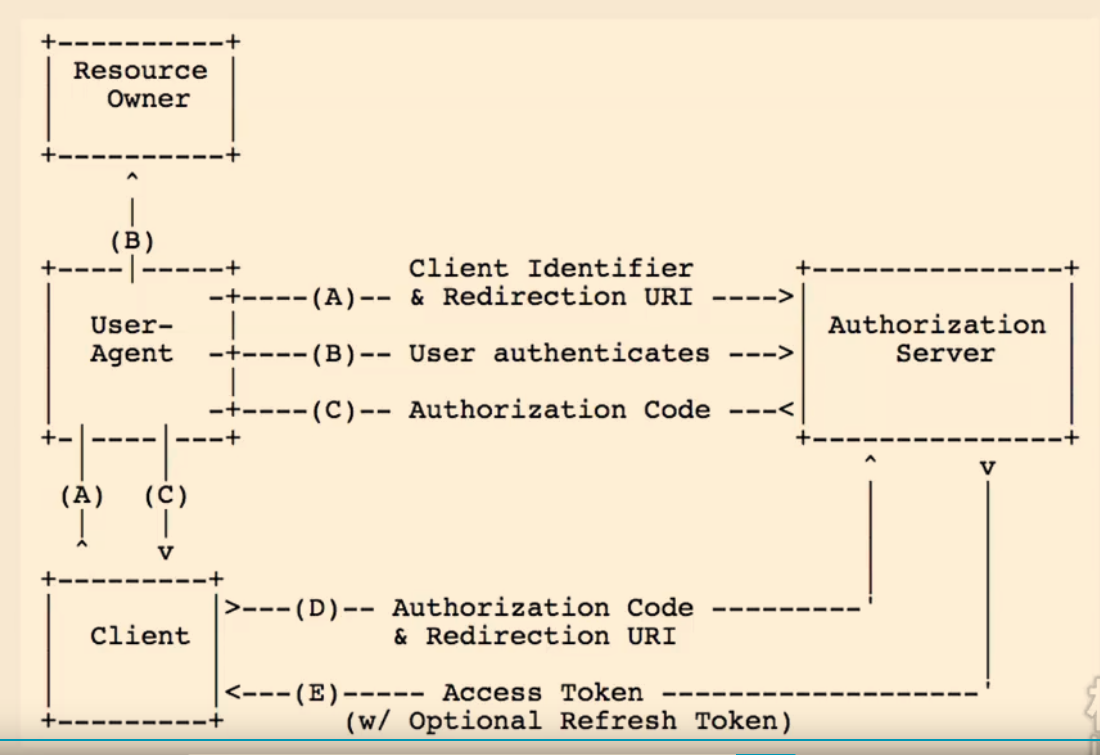 Resource
Owner
(B)
Client Identifier
-+----(A)-- & Redirection URI ---->
User-
Authorization
Agent -+----(B)-- User authenticates --->
Server
-+----(C)-- Authorization Code ---<
(A) (C)
>---(D)-- Authorization Code ---------'
Client
& Redirection URI
<---(E)----- Access Token -------------------'
(w/ Optional Refresh Token)